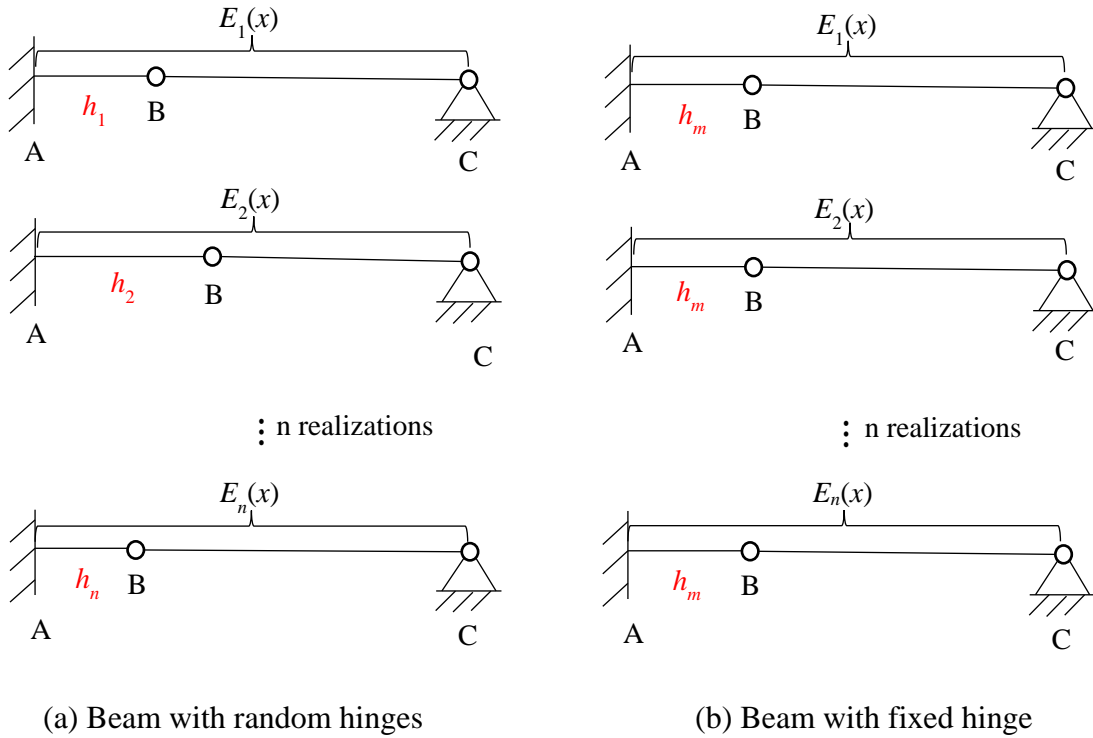 E₁(x)
h₁
B
A
C
E₂(x)
h₂
B
A
C
⋮ n realizations
Eₙ(x)
hₙ
B
A
C
(a) Beam with random hinges
E₁(x)
hₘ
B
A
C
E₂(x)
hₘ
B
A
C
⋮ n realizations
Eₙ(x)
hₘ
B
A
C
(b) Beam with fixed hinge